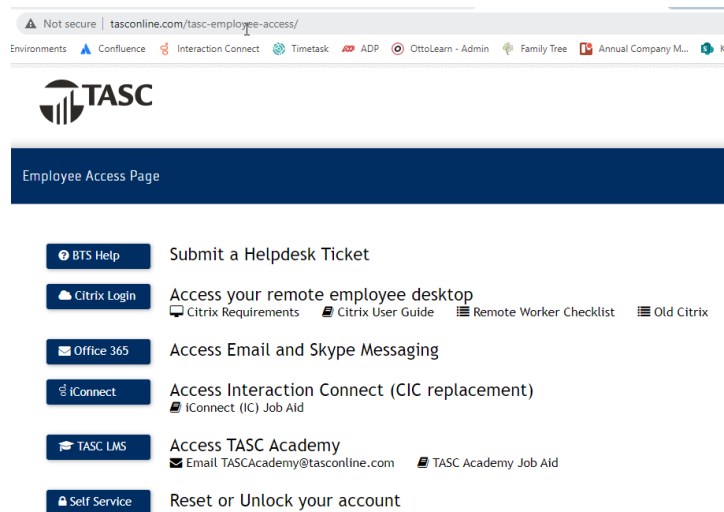 Not secure | tasconline.com/tasc-employee-access/
Environments Confluence Interaction Connect Timetask ADP OttoLearn - Admin Family Tree Annual Company M... K
TASC
Employee Access Page
BTS Help Submit a Helpdesk Ticket
Citrix Login Access your remote employee desktop
Citrix Requirements Citrix User Guide Remote Worker Checklist Old Citrix
Office 365 Access Email and Skype Messaging
iConnect Access Interaction Connect (CIC replacement)
iConnect (IC) Job Aid
TASC LMS Access TASC Academy
Email TASCAcademy@tasconline.com TASC Academy Job Aid
Self Service Reset or Unlock your account